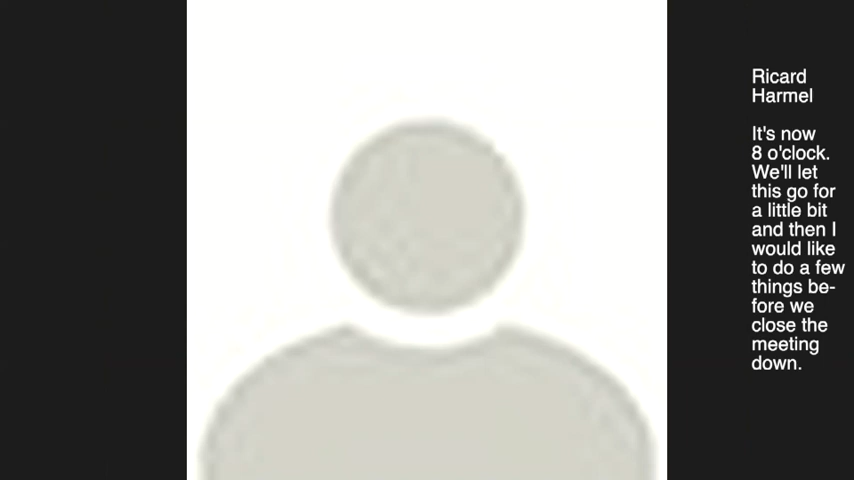 Ricard
Harmel
It's now
8 o'clock.
We'll let
this go for
a little bit
and then I
would like
to do a few
things be-
fore we
close the
meeting
down.